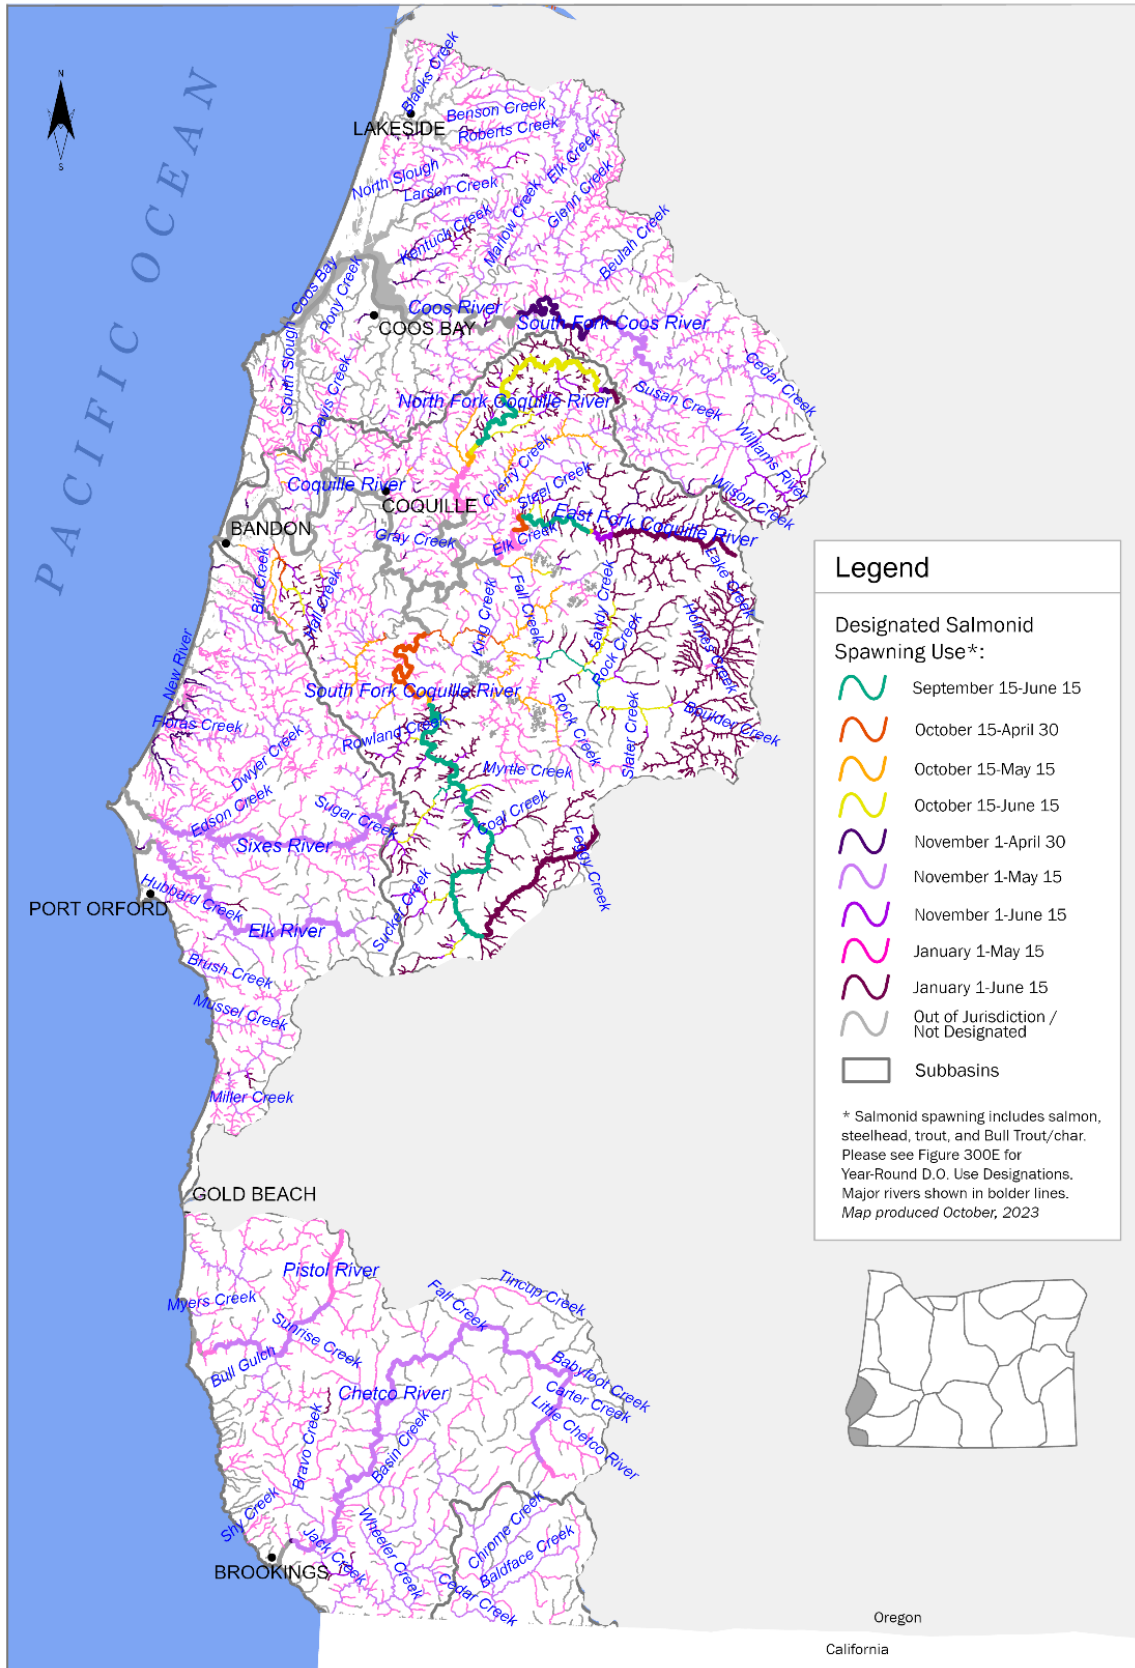 N
S
PACIFIC OCEAN
Blacks Creek
Benson Creek
LAKESIDE
Roberts Creek
Elk Creek
North Slough
Larson Creek
Glenn Creek
Marlow Creek
Kentuck Creek
Beulah Creek
South Slough Coos Bay
Pony Creek
Coos River
COOS BAY
South Fork Coos River
Cedar Creek
Davis Creek
North Fork Coquille River
Susan Creek
Williams River
Cherry Creek
Steel Creek
Wilson Creek
Coquille River
COQUILLE
East Fork Coquille River
BANDON
Gray Creek
Elk Creek
Lake Creek
Bill Creek
Hall Creek
Fall Creek
Sandy Creek
King Creek
Rock Creek
Holmes Creek
New River
South Fork Coquille River
Boulder Creek
Floras Creek
Rowland Creek
Rock Creek
Slater Creek
Dwyer Creek
Myrtle Creek
Edson Creek
Sugar Creek
Coal Creek
Sixes River
Foggy Creek
Hubbard Creek
PORT ORFORD
Elk River
Sucker Creek
Brush Creek
Mussel Creek
Miller Creek
GOLD BEACH
Pistol River
Myers Creek
Fall Creek
Tincup Creek
Sunrise Creek
Bull Gulch
Babyfoot Creek
Chetco River
Carter Creek
Little Chetco River
Bravo Creek
Basin Creek
Shy Creek
Chrome Creek
Jack Creek
Wheeler Creek
Baldface Creek
BROOKINGS
Cedar Creek
Legend
Designated Salmonid
Spawning Use*:
September 15-June 15
October 15-April 30
October 15-May 15
October 15-June 15
November 1-April 30
November 1-May 15
November 1-June 15
January 1-May 15
January 1-June 15
Out of Jurisdiction /
Not Designated
Subbasins
* Salmonid spawning includes salmon,
steelhead, trout, and Bull Trout/char.
Please see Figure 300E for
Year-Round D.O. Use Designations.
Major rivers shown in bolder lines.
Map produced October, 2023
Oregon
California